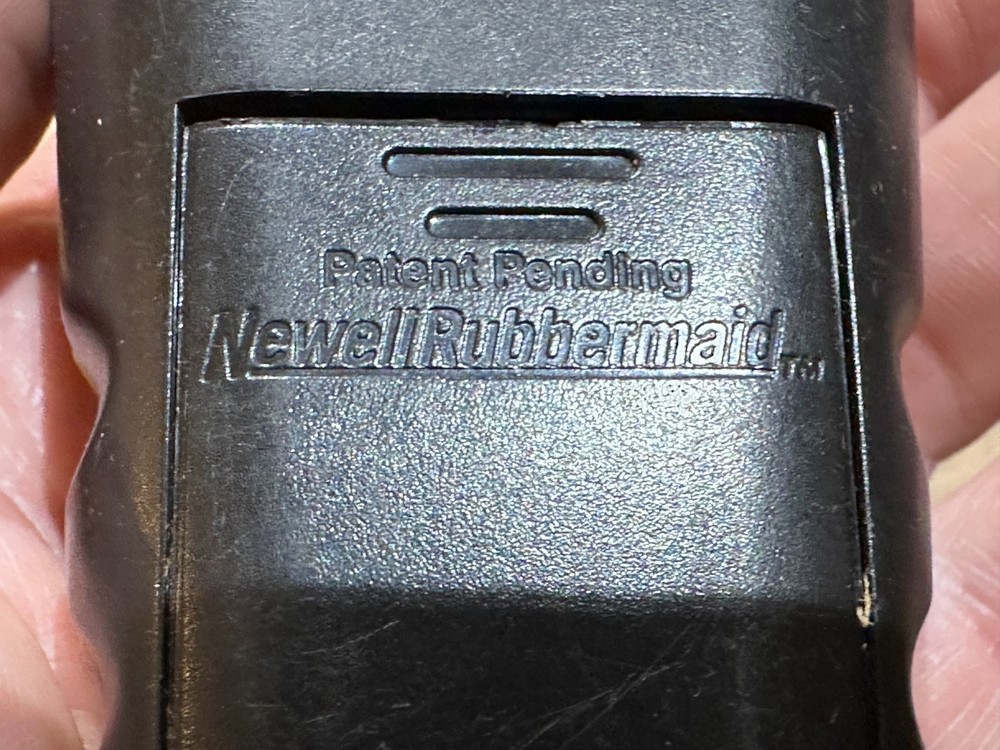 Patent Pending
NewellRubbermaid™